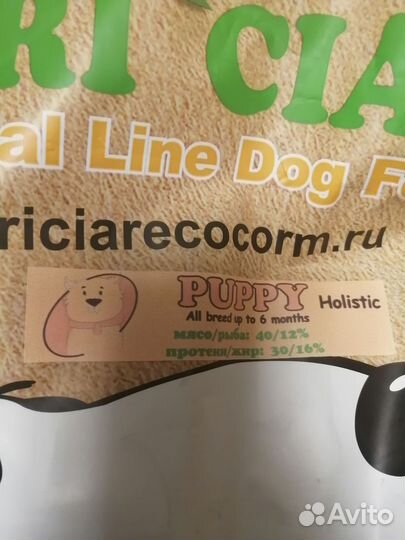 RI CIA
al Line Dog Fo
riciarecocorm.ru
PUPPY Holistic
All breed up to 6 months
мясо/рыба: 40/12%
протеин/жир: 30/16%
Avito